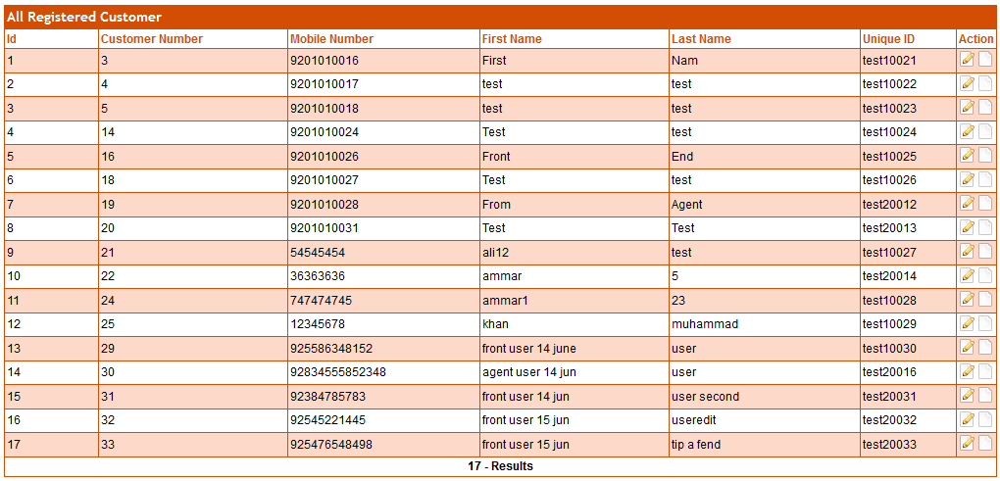 All Registered Customer
Id Customer Number Mobile Number First Name Last Name Unique ID Action
1 3 9201010016 First Nam test10021
2 4 9201010017 test test test10022
3 5 9201010018 test test test10023
4 14 9201010024 Test test test10024
5 16 9201010026 Front End test10025
6 18 9201010027 Test test test10026
7 19 9201010028 From Agent test20012
8 20 9201010031 Test Test test20013
9 21 54545454 ali12 test test10027
10 22 36363636 ammar 5 test20014
11 24 747474745 ammar1 23 test10028
12 25 12345678 khan muhammad test10029
13 29 925586348152 front user 14 june user test10030
14 30 92834555852348 agent user 14 jun user test20016
15 31 92384785783 front user 14 jun user second test20031
16 32 92545221445 front user 15 jun useredit test20032
17 33 925476548498 front user 15 jun tip a fend test20033
17 - Results